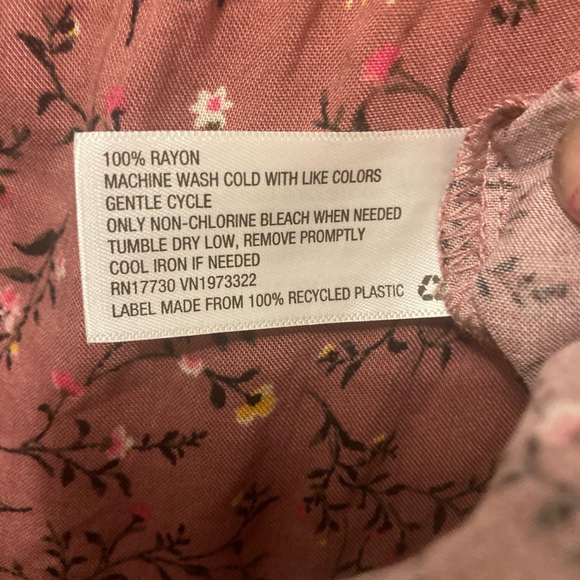 100% RAYON
MACHINE WASH COLD WITH LIKE COLORS
GENTLE CYCLE
ONLY NON-CHLORINE BLEACH WHEN NEEDED
TUMBLE DRY LOW, REMOVE PROMPTLY
COOL IRON IF NEEDED
RN17730 VN1973322
LABEL MADE FROM 100% RECYCLED PLASTIC